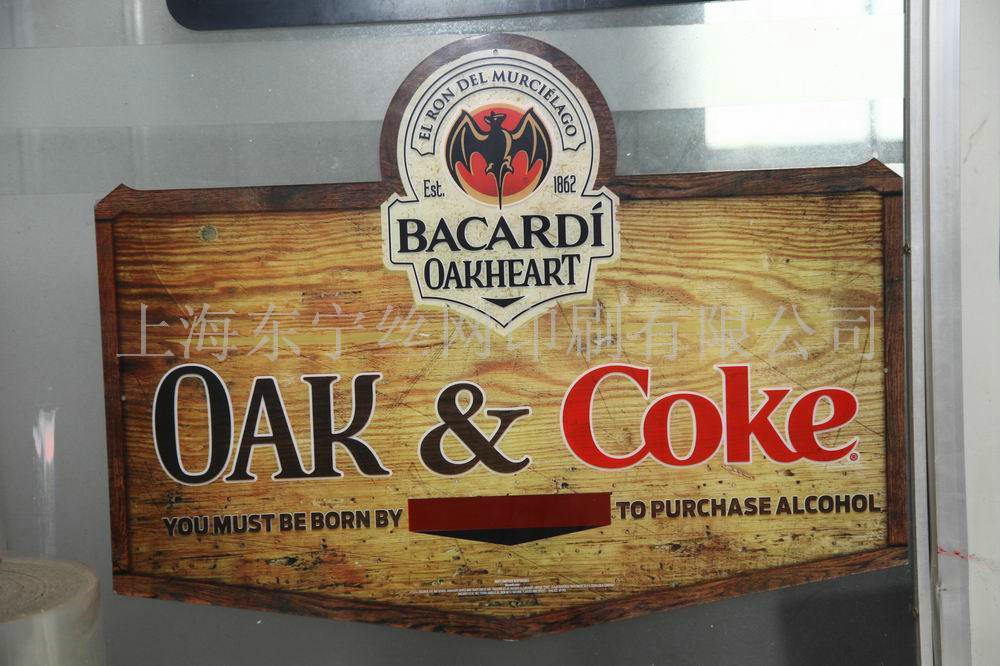 EL RON DEL MURCIÉLAGO
Est. 1862
BACARDÍ
OAKHEART
上海东宁丝网印刷有限公司
OAK & Coke®
YOU MUST BE BORN BY TO PURCHASE ALCOHOL